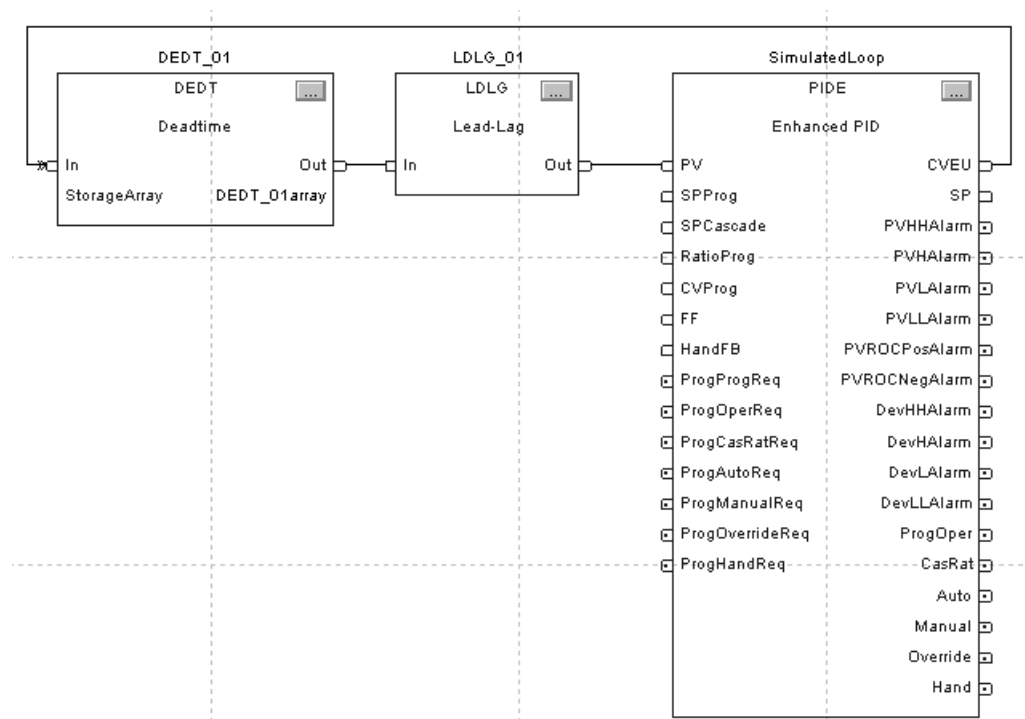 DEDT_01
LDLG_01
SimulatedLoop
DEDT
...
LDLG
...
PIDE
...
Deadtime
Lead-Lag
Enhanced PID
In
Out
In
Out
PV
CVEU
StorageArray
DEDT_01array
SPProg
SP
SPCascade
PVHHAlarm
RatioProg
PVHAlarm
CVProg
PVLAlarm
FF
PVLLAlarm
HandFB
PVROCPosAlarm
ProgProgReq
PVROCNegAlarm
ProgOperReq
DevHHAlarm
ProgCasRatReq
DevHAlarm
ProgAutoReq
DevLAlarm
ProgManualReq
DevLLAlarm
ProgOverrideReq
ProgOper
ProgHandReq
CasRat
Auto
Manual
Override
Hand